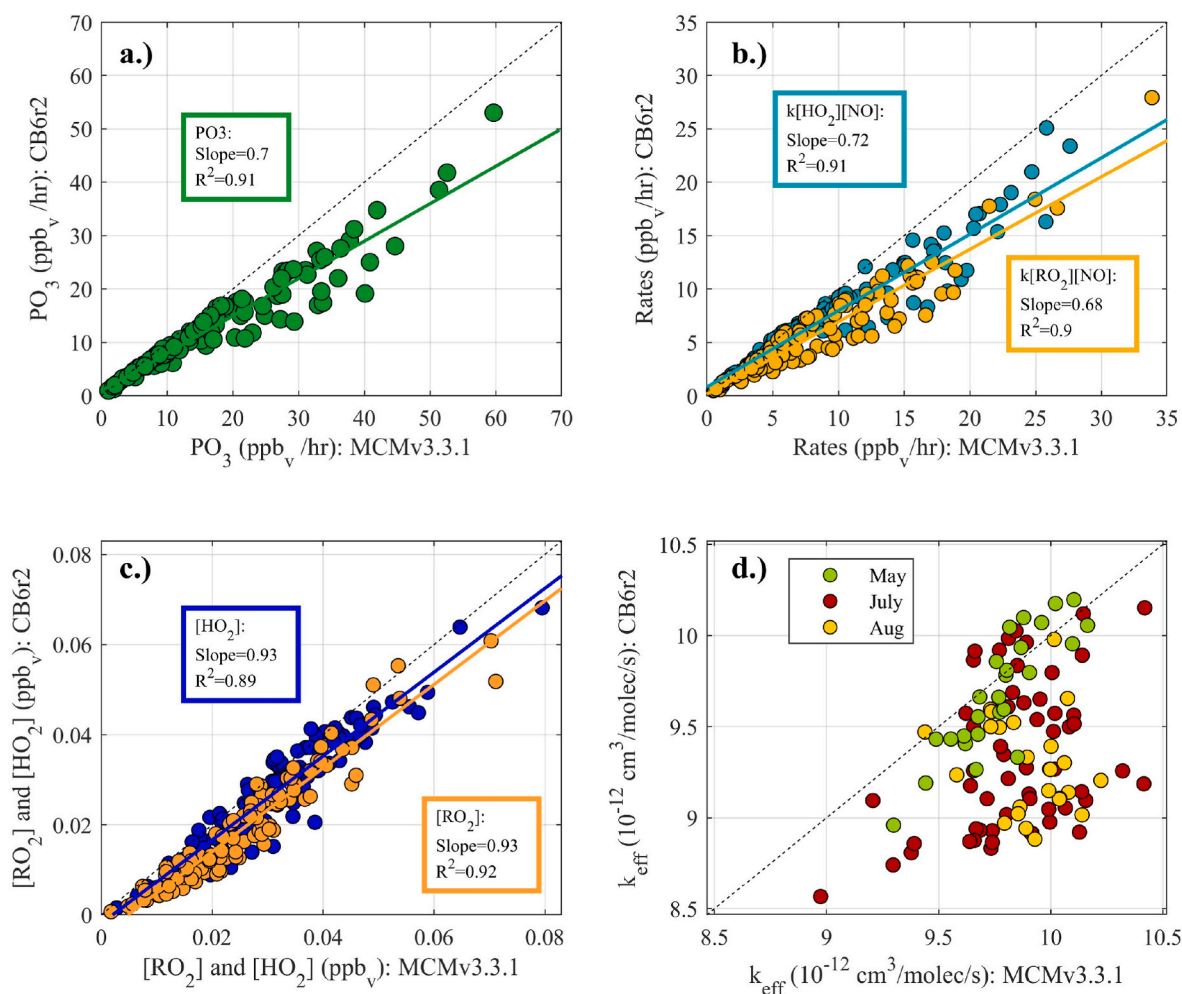 a.)
PO3:
Slope=0.7
R²=0.91
70
60
50
40
30
20
10
0
0 10 20 30 40 50 60 70
PO₃ (ppbᵥ /hr): CB6r2
PO₃ (ppbᵥ /hr): MCMv3.3.1
b.)
k[HO₂][NO]:
Slope=0.72
R²=0.91
k[RO₂][NO]:
Slope=0.68
R²=0.9
35
30
25
20
15
10
5
0
0 5 10 15 20 25 30 35
Rates (ppbᵥ/hr): CB6r2
Rates (ppbᵥ/hr): MCMv3.3.1
c.)
[HO₂]:
Slope=0.93
R²=0.89
[RO₂]:
Slope=0.93
R²=0.92
0.08
0.06
0.04
0.02
0
0 0.02 0.04 0.06 0.08
[RO₂] and [HO₂] (ppbᵥ): CB6r2
[RO₂] and [HO₂] (ppbᵥ): MCMv3.3.1
d.)
May
July
Aug
10.5
10
9.5
9
8.5
8.5 9 9.5 10 10.5
k_eff (10⁻¹² cm³/molec/s): CB6r2
k_eff (10⁻¹² cm³/molec/s): MCMv3.3.1